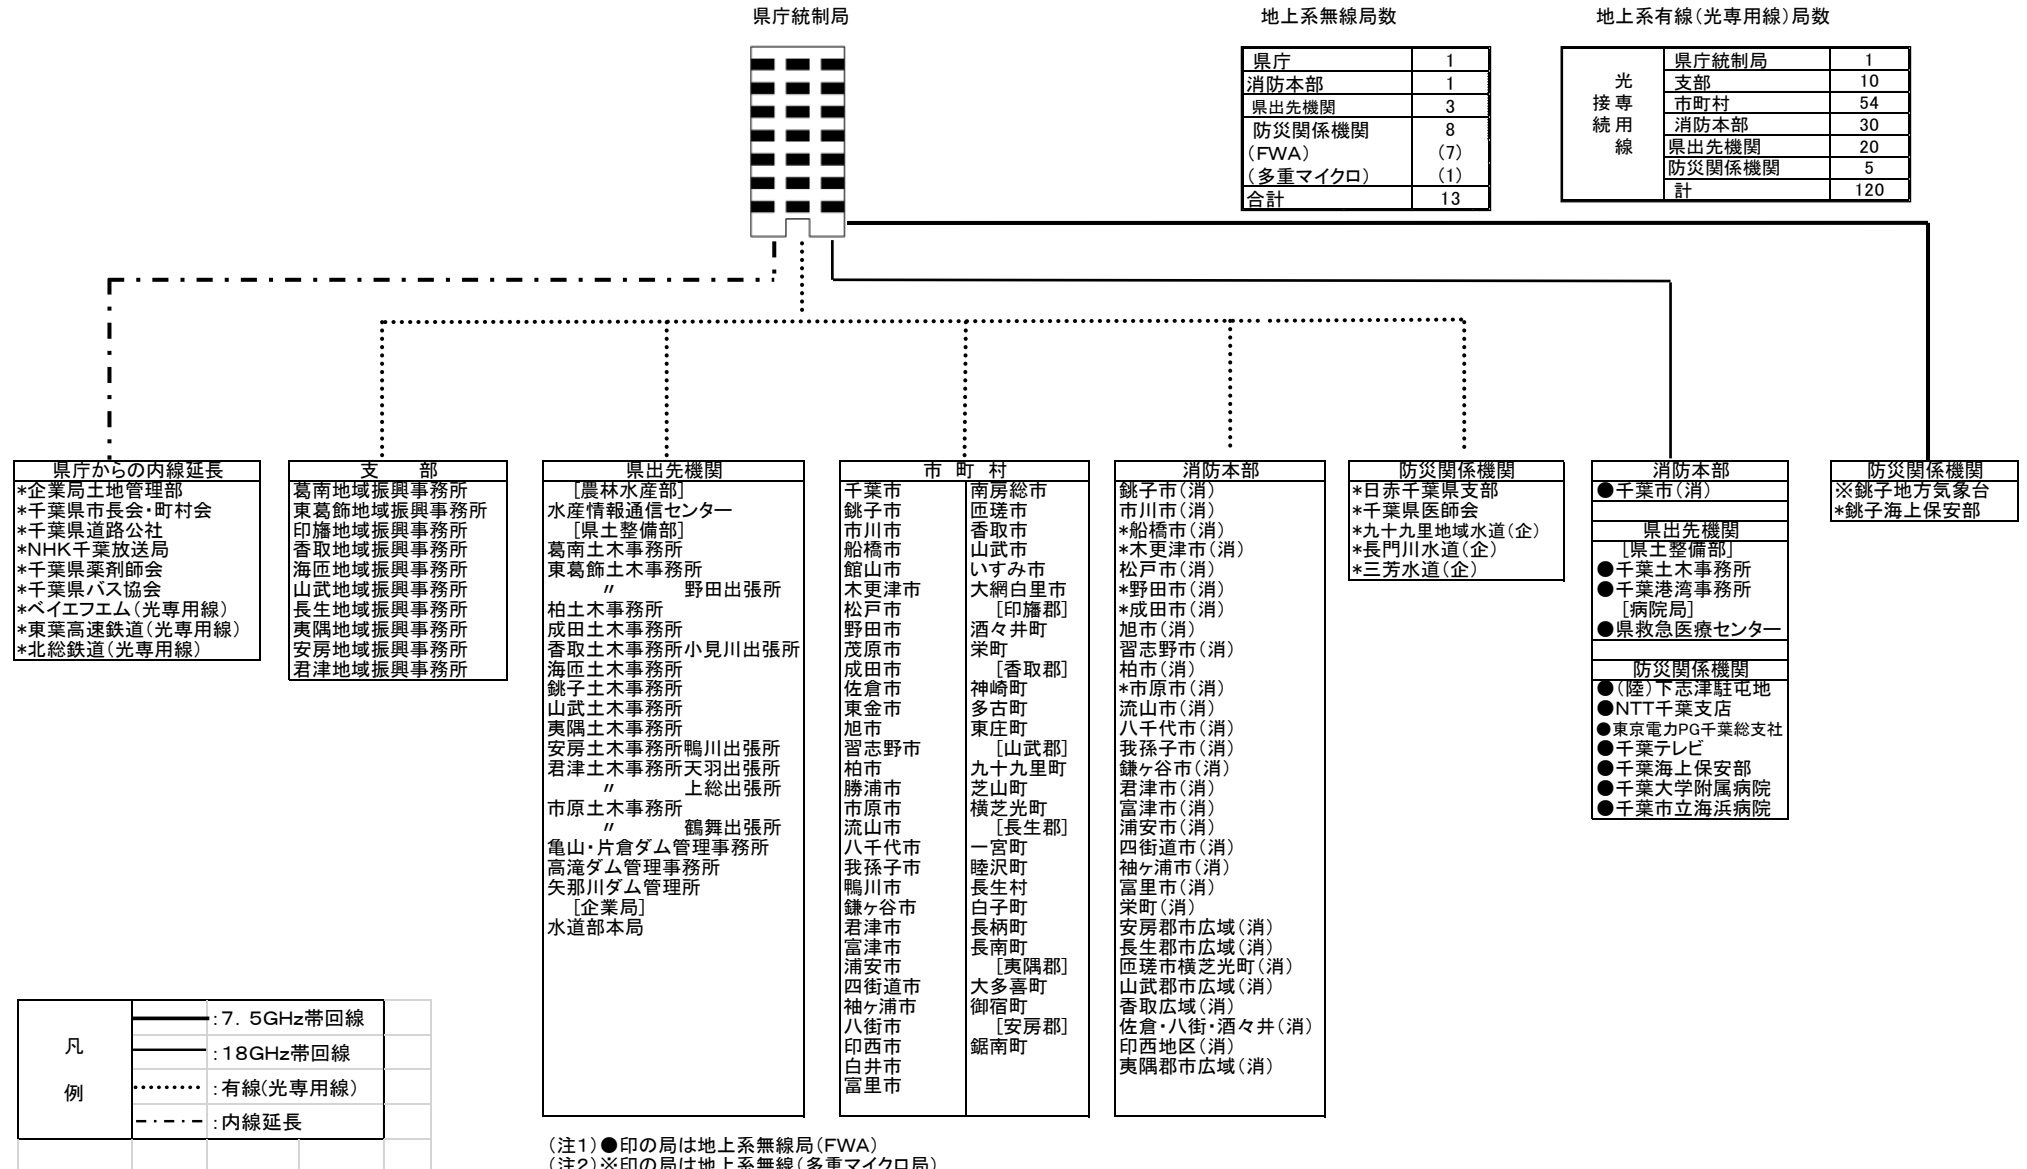 県庁統制局
地上系無線局数
県庁 1
消防本部 1
県出先機関 3
防災関係機関 8
(FWA) (7)
(多重マイクロ) (1)
合計 13
地上系有線(光専用線)局数
光専用線
接続
県庁統制局 1
支部 10
市町村 54
消防本部 30
県出先機関 20
防災関係機関 5
計 120
県庁からの内線延長
*企業局土地管理部
*千葉県市長会・町村会
*千葉県道路公社
*NHK千葉放送局
*千葉県薬剤師会
*千葉県バス協会
*ベイエフエム(光専用線)
*東葉高速鉄道(光専用線)
*北総鉄道(光専用線)
支 部
葛南地域振興事務所
東葛飾地域振興事務所
印旛地域振興事務所
香取地域振興事務所
海匝地域振興事務所
山武地域振興事務所
長生地域振興事務所
夷隅地域振興事務所
安房地域振興事務所
君津地域振興事務所
県出先機関
[農林水産部]
水産情報通信センター
[県土整備部]
葛南土木事務所
東葛飾土木事務所
〃 野田出張所
柏土木事務所
成田土木事務所
香取土木事務所小見川出張所
海匝土木事務所
銚子土木事務所
山武土木事務所
夷隅土木事務所
安房土木事務所鴨川出張所
君津土木事務所天羽出張所
〃 上総出張所
市原土木事務所
〃 鶴舞出張所
亀山・片倉ダム管理事務所
高滝ダム管理事務所
矢那川ダム管理所
[企業局]
水道部本局
市 町 村
千葉市
銚子市
市川市
船橋市
館山市
木更津市
松戸市
野田市
茂原市
成田市
佐倉市
東金市
旭市
習志野市
柏市
勝浦市
市原市
流山市
八千代市
我孫子市
鴨川市
鎌ヶ谷市
君津市
富津市
浦安市
四街道市
袖ヶ浦市
八街市
印西市
白井市
富里市
南房総市
匝瑳市
香取市
山武市
いすみ市
大網白里市
[印旛郡]
酒々井町
栄町
[香取郡]
神崎町
多古町
東庄町
[山武郡]
九十九里町
芝山町
横芝光町
[長生郡]
一宮町
睦沢町
長生村
白子町
長柄町
長南町
[夷隅郡]
大多喜町
御宿町
[安房郡]
鋸南町
消防本部
銚子市(消)
市川市(消)
*船橋市(消)
*木更津市(消)
松戸市(消)
*野田市(消)
*成田市(消)
旭市(消)
習志野市(消)
柏市(消)
*市原市(消)
流山市(消)
八千代市(消)
我孫子市(消)
鎌ヶ谷市(消)
君津市(消)
富津市(消)
浦安市(消)
四街道市(消)
袖ヶ浦市(消)
富里市(消)
栄町(消)
安房郡市広域(消)
長生郡市広域(消)
匝瑳市横芝光町(消)
山武郡市広域(消)
香取広域(消)
佐倉・八街・酒々井(消)
印西地区(消)
夷隅郡市広域(消)
防災関係機関
*日赤千葉県支部
*千葉県医師会
*九十九里地域水道(企)
*長門川水道(企)
*三芳水道(企)
消防本部
●千葉市(消)
県出先機関
[県土整備部]
●千葉土木事務所
●千葉港湾事務所
[病院局]
●県救急医療センター
防災関係機関
●(陸)下志津駐屯地
●NTT千葉支店
●東京電力PG千葉総支社
●千葉テレビ
●千葉海上保安部
●千葉大学附属病院
●千葉市立海浜病院
防災関係機関
※銚子地方気象台
*銚子海上保安部
凡例
:7.5GHz帯回線
:18GHz帯回線
:有線(光専用線)
:内線延長
(注1)●印の局は地上系無線局(FWA)
(注2)※印の局は地上系無線(多重マイクロ局)